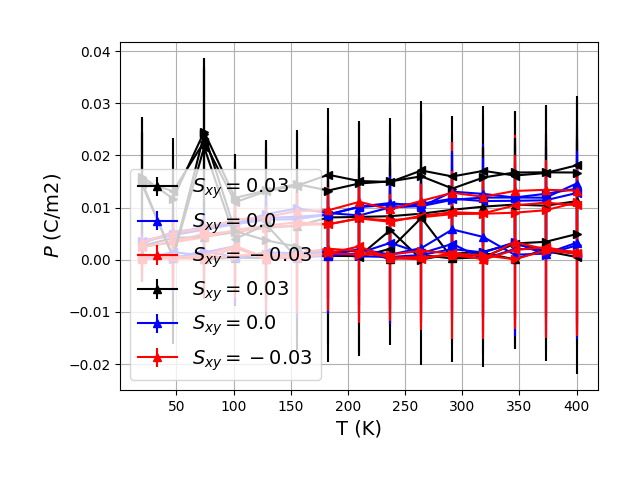 0.04
0.03
0.02
0.01
0.00
−0.01
−0.02
P (C/m2)
S_xy = 0.03
S_xy = 0.0
S_xy = −0.03
S_xy = 0.03
S_xy = 0.0
S_xy = −0.03
50 100 150 200 250 300 350 400
T (K)